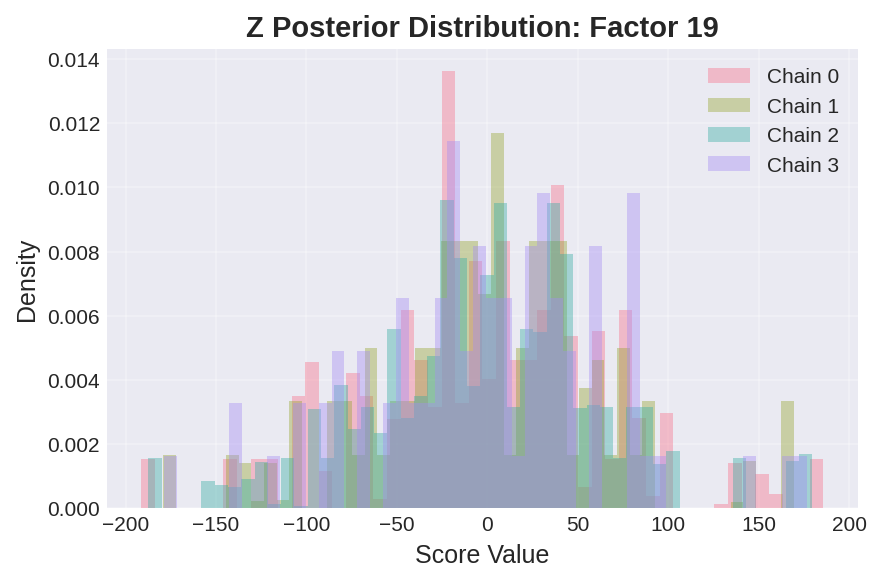 Z Posterior Distribution: Factor 19
0.014
0.012
0.010
0.008
0.006
0.004
0.002
0.000
Density
Chain 0
Chain 1
Chain 2
Chain 3
−200
−150
−100
−50
0
50
100
150
200
Score Value